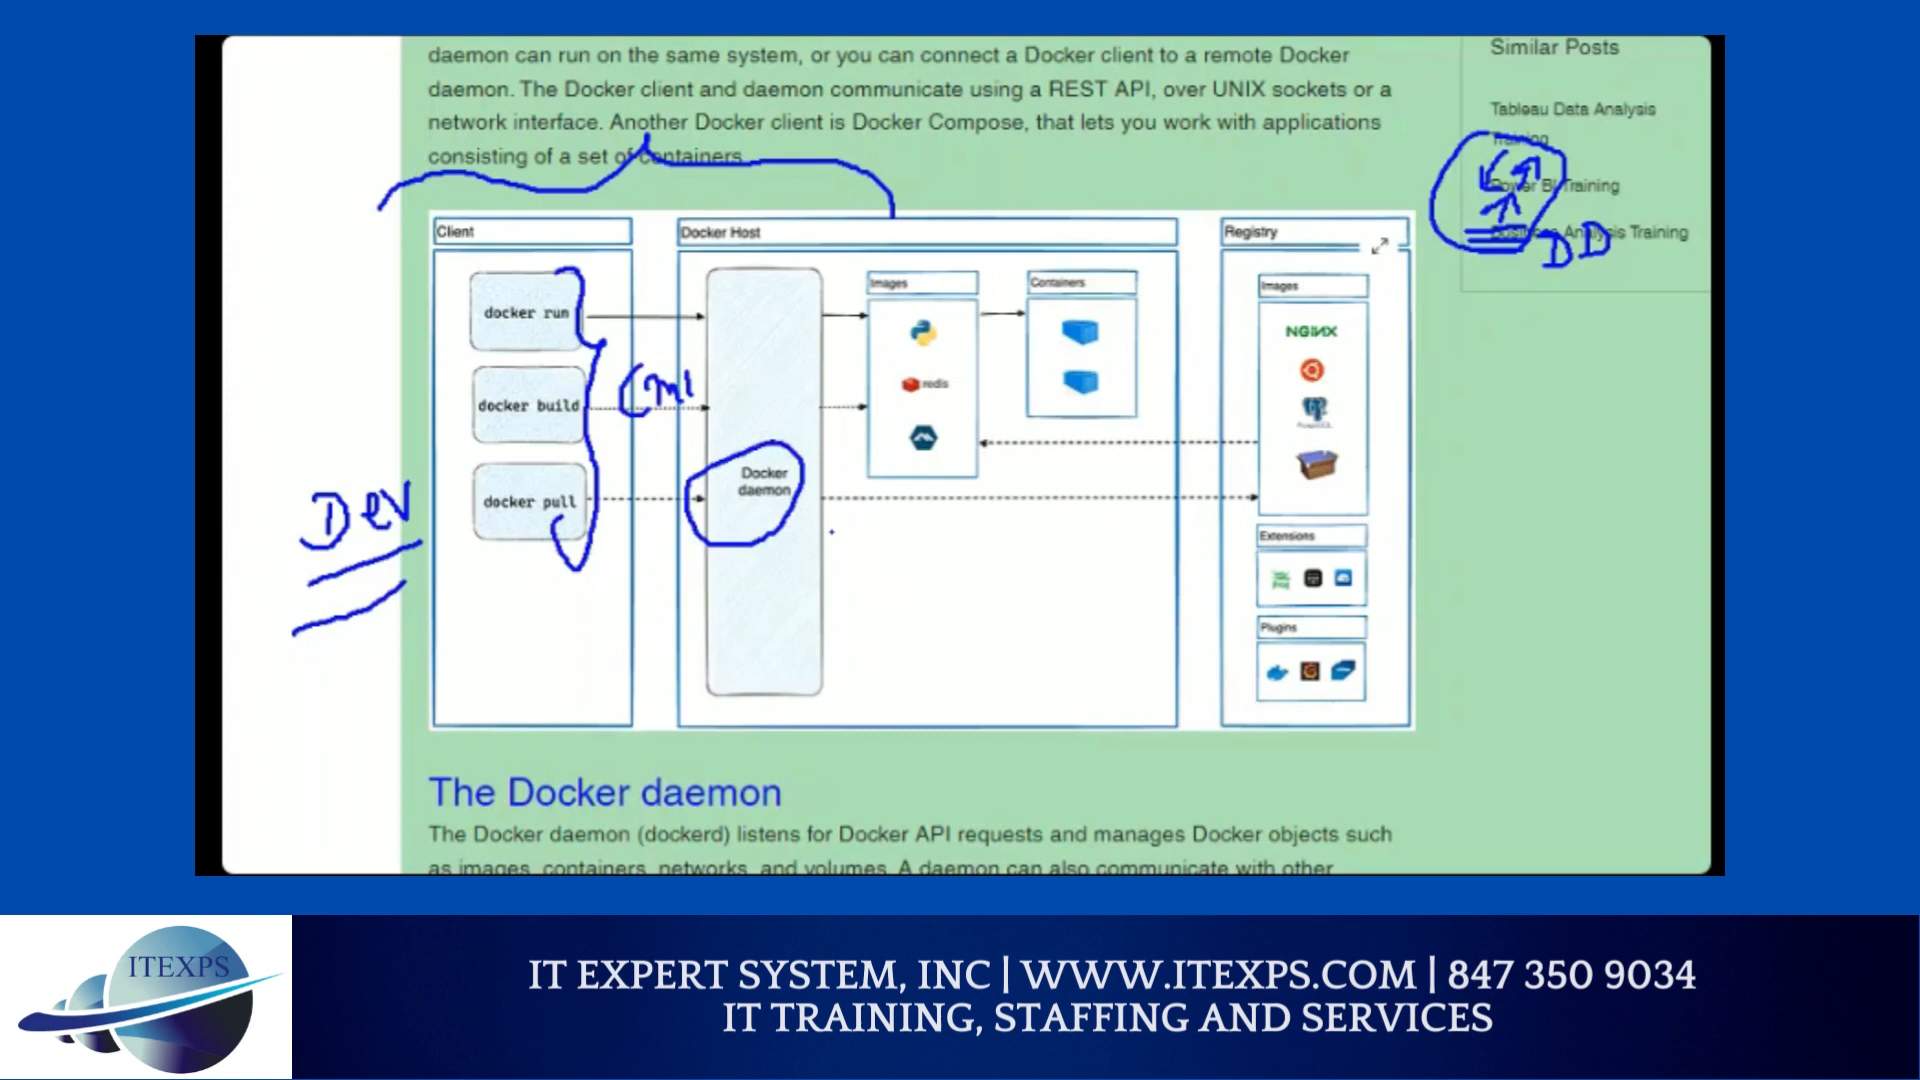 daemon can run on the same system, or you can connect a Docker client to a remote Docker
daemon. The Docker client and daemon communicate using a REST API, over UNIX sockets or a
network interface. Another Docker client is Docker Compose, that lets you work with applications
consisting of a set of containers.
Similar Posts
Tableau Data Analysis
Training
Power BI Training
Business Analysis Training
DD
Client
docker run
docker build
docker pull
Dev
Docker Host
Docker
daemon
Images
redis
Containers
Registry
Images
NGINX
PostgreSQL
Extensions
Plugins
The Docker daemon
The Docker daemon (dockerd) listens for Docker API requests and manages Docker objects such
as images, containers, networks, and volumes. A daemon can also communicate with other
ITEXPS
IT EXPERT SYSTEM, INC | WWW.ITEXPS.COM | 847 350 9034
IT TRAINING, STAFFING AND SERVICES